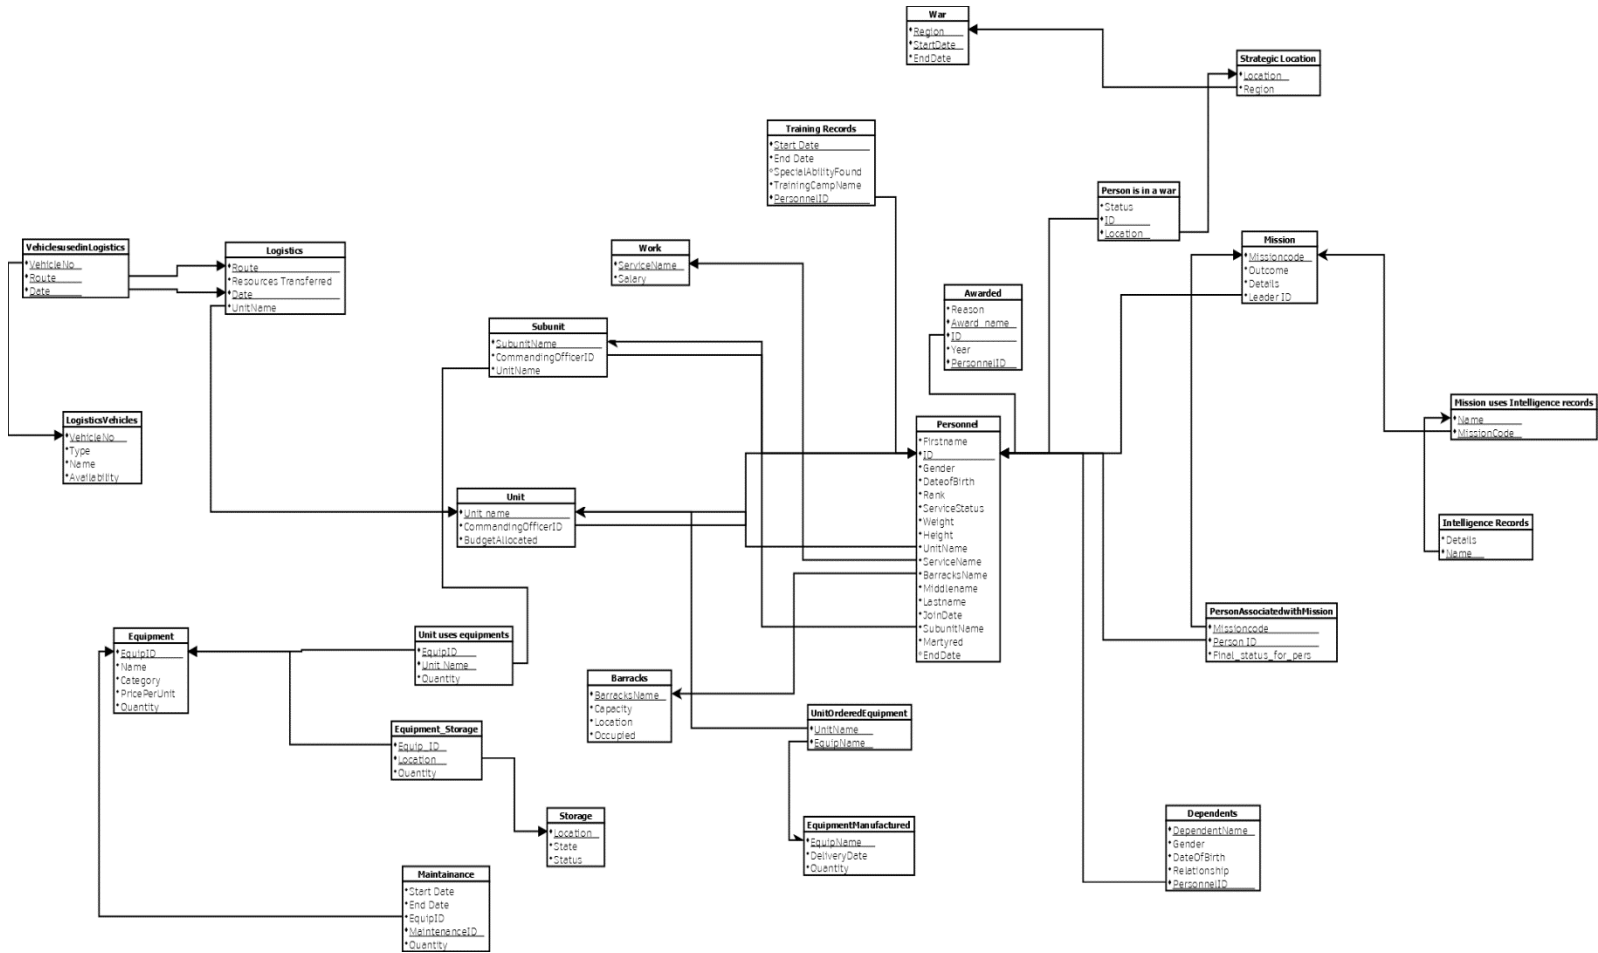 War
Region
StartDate
EndDate
Strategic Location
Location
Region
Training Records
Start Date
End Date
SpecialAbilityFound
TrainingCampName
PersonnelID
Person is in a war
Status
ID
Location
VehiclesusedinLogistics
VehicleNo
Route
Date
Logistics
Route
Resources Transferred
Date
UnitName
Work
ServiceName
Salary
Mission
Missioncode
Outcome
Details
Leader ID
Awarded
Reason
Award_name
ID
Year
PersonnelID
Subunit
SubunitName
CommandingOfficerID
UnitName
LogisticsVehicles
VehicleNo
Type
Name
Availability
Personnel
Firstname
ID
Gender
DateofBirth
Rank
ServiceStatus
Weight
Height
UnitName
ServiceName
BarracksName
Middlename
Lastname
JoinDate
SubunitName
Martyred
EndDate
Mission uses Intelligence records
Name
MissionCode
Unit
Unit name
CommandingOfficerID
BudgetAllocated
Intelligence Records
Details
Name
PersonAssociatedwithMission
Missioncode
Person ID
Final_status_for_pers
Equipment
EquipID
Name
Category
PricePerUnit
Quantity
Unit uses equipments
EquipID
Unit Name
Quantity
Barracks
BarracksName
Capacity
Location
Occupied
UnitOrderedEquipment
UnitName
EquipName
Equipment_Storage
Equip_ID
Location
Quantity
Storage
Location
State
Status
EquipmentManufactured
EquipName
DeliveryDate
Quantity
Dependents
DependentName
Gender
DateOfBirth
Relationship
PersonnelID
Maintainance
Start Date
End Date
EquipID
MaintenanceID
Quantity